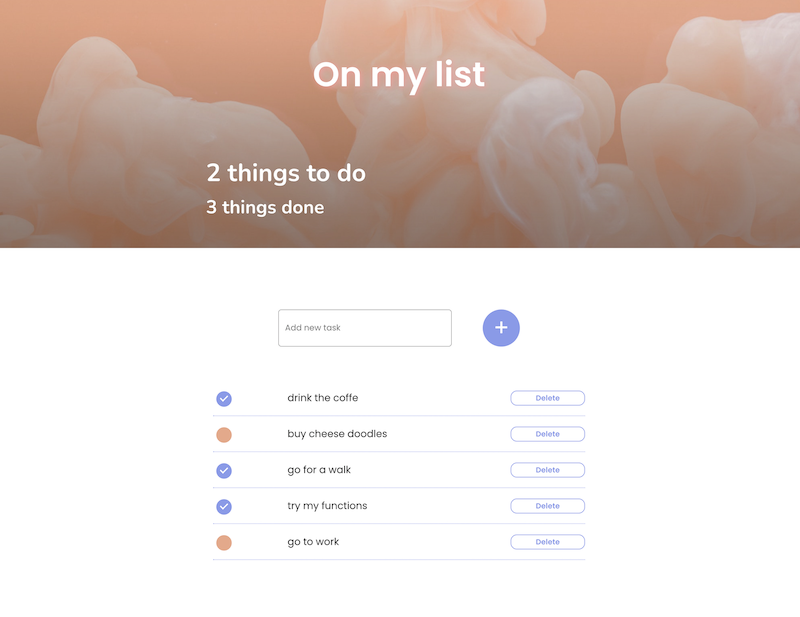 On my list
2 things to do
3 things done
Add new task
+
drink the coffe
Delete
buy cheese doodles
Delete
go for a walk
Delete
try my functions
Delete
go to work
Delete